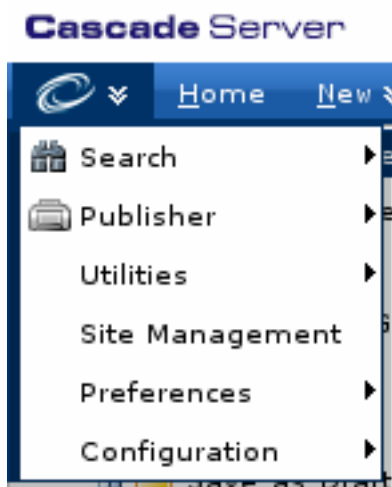 Cascade Server
Home New
Search
Publisher
Utilities
Site Management
Preferences
Configuration